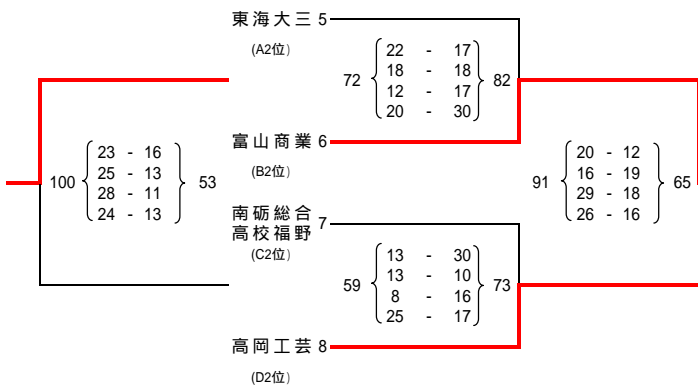 東海大三 5
(A2位)
72
22 - 17
18 - 18
12 - 17
20 - 30
82
富山商業 6
(B2位)
100
23 - 16
25 - 13
28 - 11
24 - 13
53
91
20 - 12
16 - 19
29 - 18
26 - 16
65
南砺総合
高校福野 7
(C2位)
59
13 - 30
13 - 10
8 - 16
25 - 17
73
高岡工芸 8
(D2位)